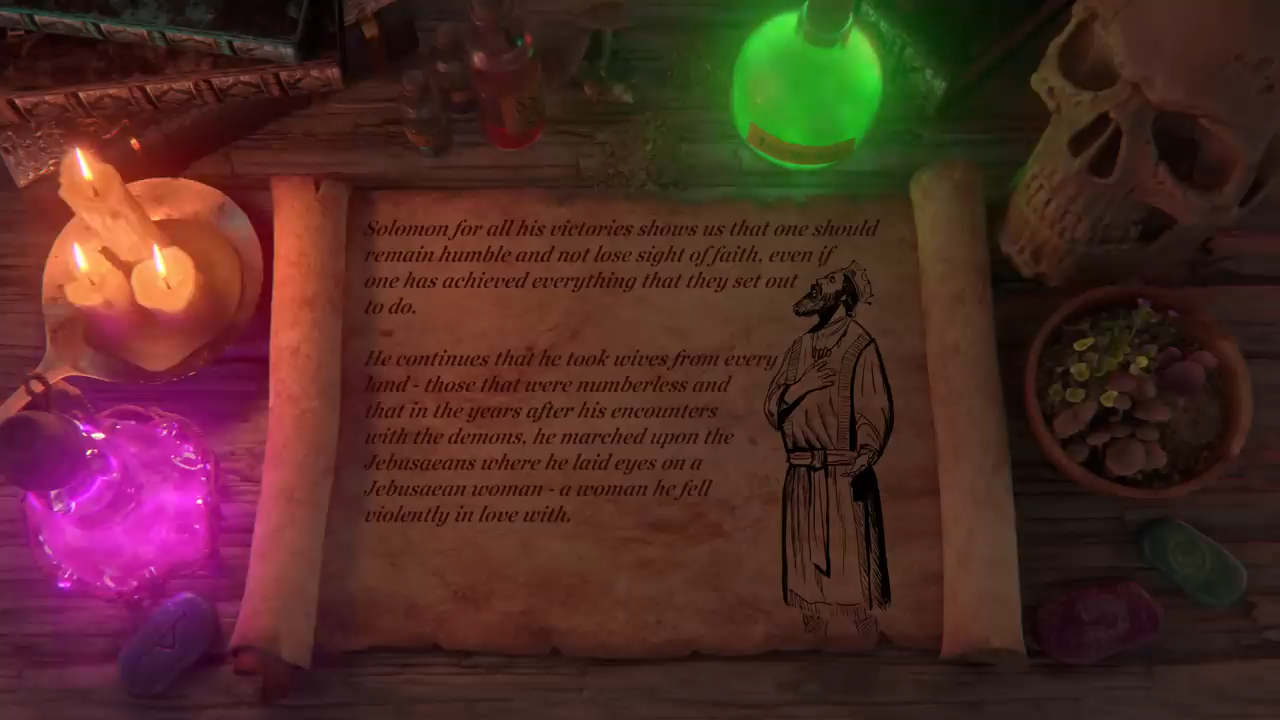 Solomon for all his victories shows us that one should
remain humble and not lose sight of faith, even if
one has achieved everything that they set out
to do.
He continues that he took wives from every
land - those that were numberless and
that in the years after his encounters
with the demons, he marched upon the
Jebusaeans where he laid eyes on a
Jebusaean woman - a woman he fell
violently in love with.